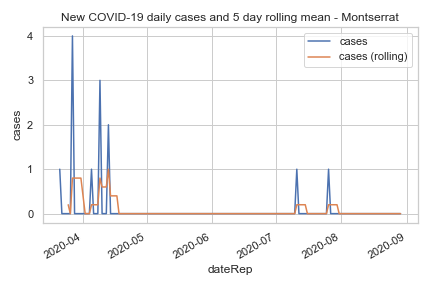 New COVID-19 daily cases and 5 day rolling mean - Montserrat
cases
cases (rolling)
4
3
2
1
0
cases
2020-04
2020-05
2020-06
2020-07
2020-08
2020-09
dateRep